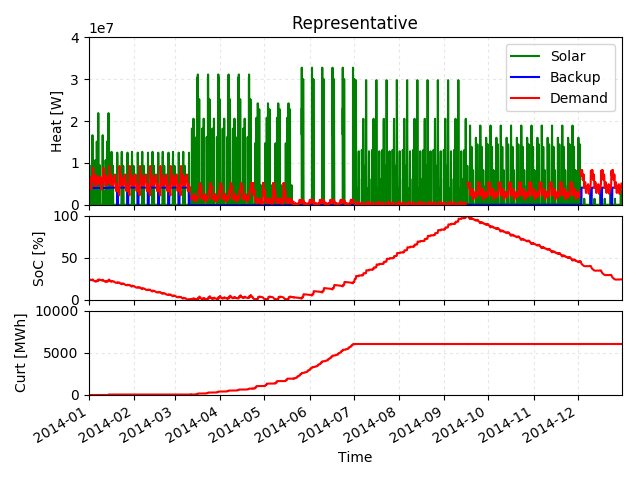 Representative
1e7
4
3
2
1
0
Heat [W]
Solar
Backup
Demand
100
50
0
SoC [%]
10000
5000
0
Curt [MWh]
2014-01
2014-02
2014-03
2014-04
2014-05
2014-06
2014-07
2014-08
2014-09
2014-10
2014-11
2014-12
Time